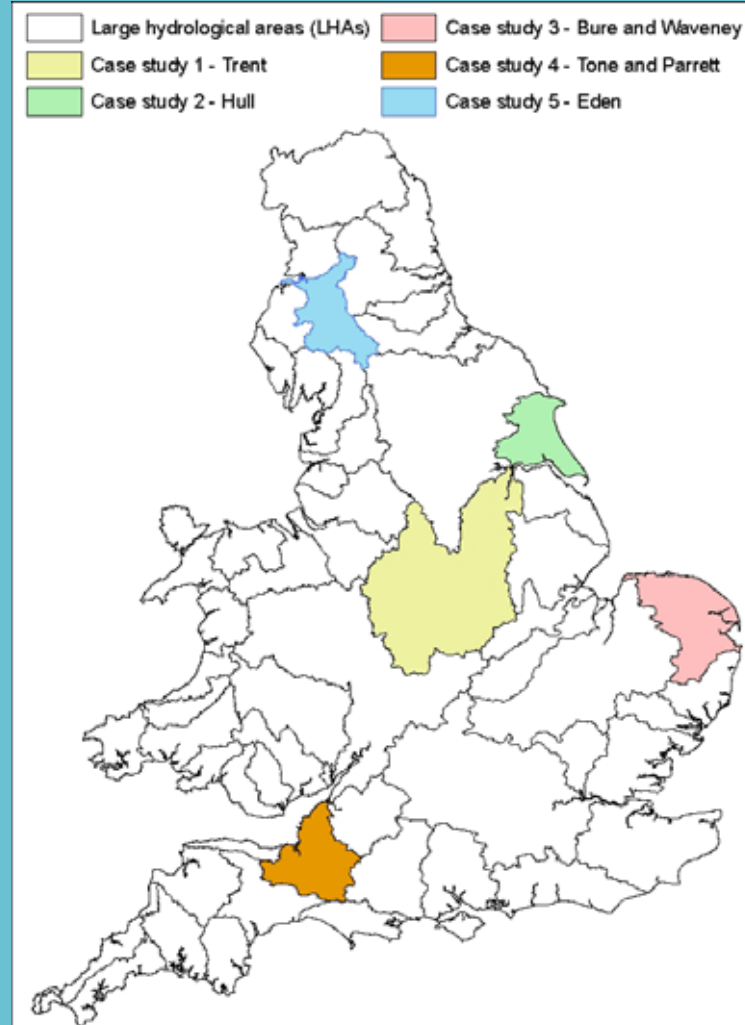 Large hydrological areas (LHAs)
Case study 1 - Trent
Case study 2 - Hull
Case study 3 - Bure and Waveney
Case study 4 - Tone and Parrett
Case study 5 - Eden